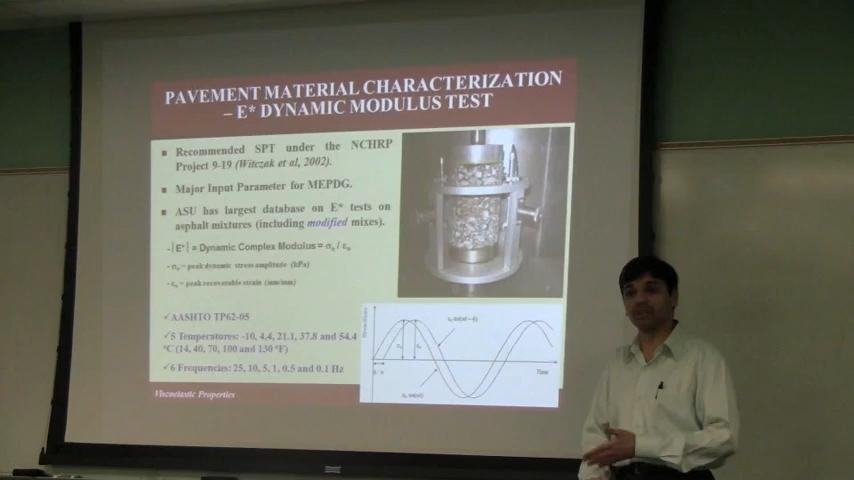 PAVEMENT MATERIAL CHARACTERIZATION
– E* DYNAMIC MODULUS TEST
Recommended SPT under the NCHRP
Project 9-19 (Witczak et al, 2002).
Major Input Parameter for MEPDG.
ASU has largest database on E* tests on
asphalt mixtures (including modified mixes).
-|E*| = Dynamic Complex Modulus = σₒ / εₒ
- σₒ = peak dynamic stress amplitude (kPa)
- εₒ = peak recoverable strain (mm/mm)
✓AASHTO TP62-05
✓5 Temperatures: -10, 4,4, 21.1, 37.8 and 54.4
°C (14, 40, 70, 100 and 130 °F)
✓6 Frequencies: 25, 10, 5, 1, 0.5 and 0.1 Hz
Viscoelastic Properties
Time